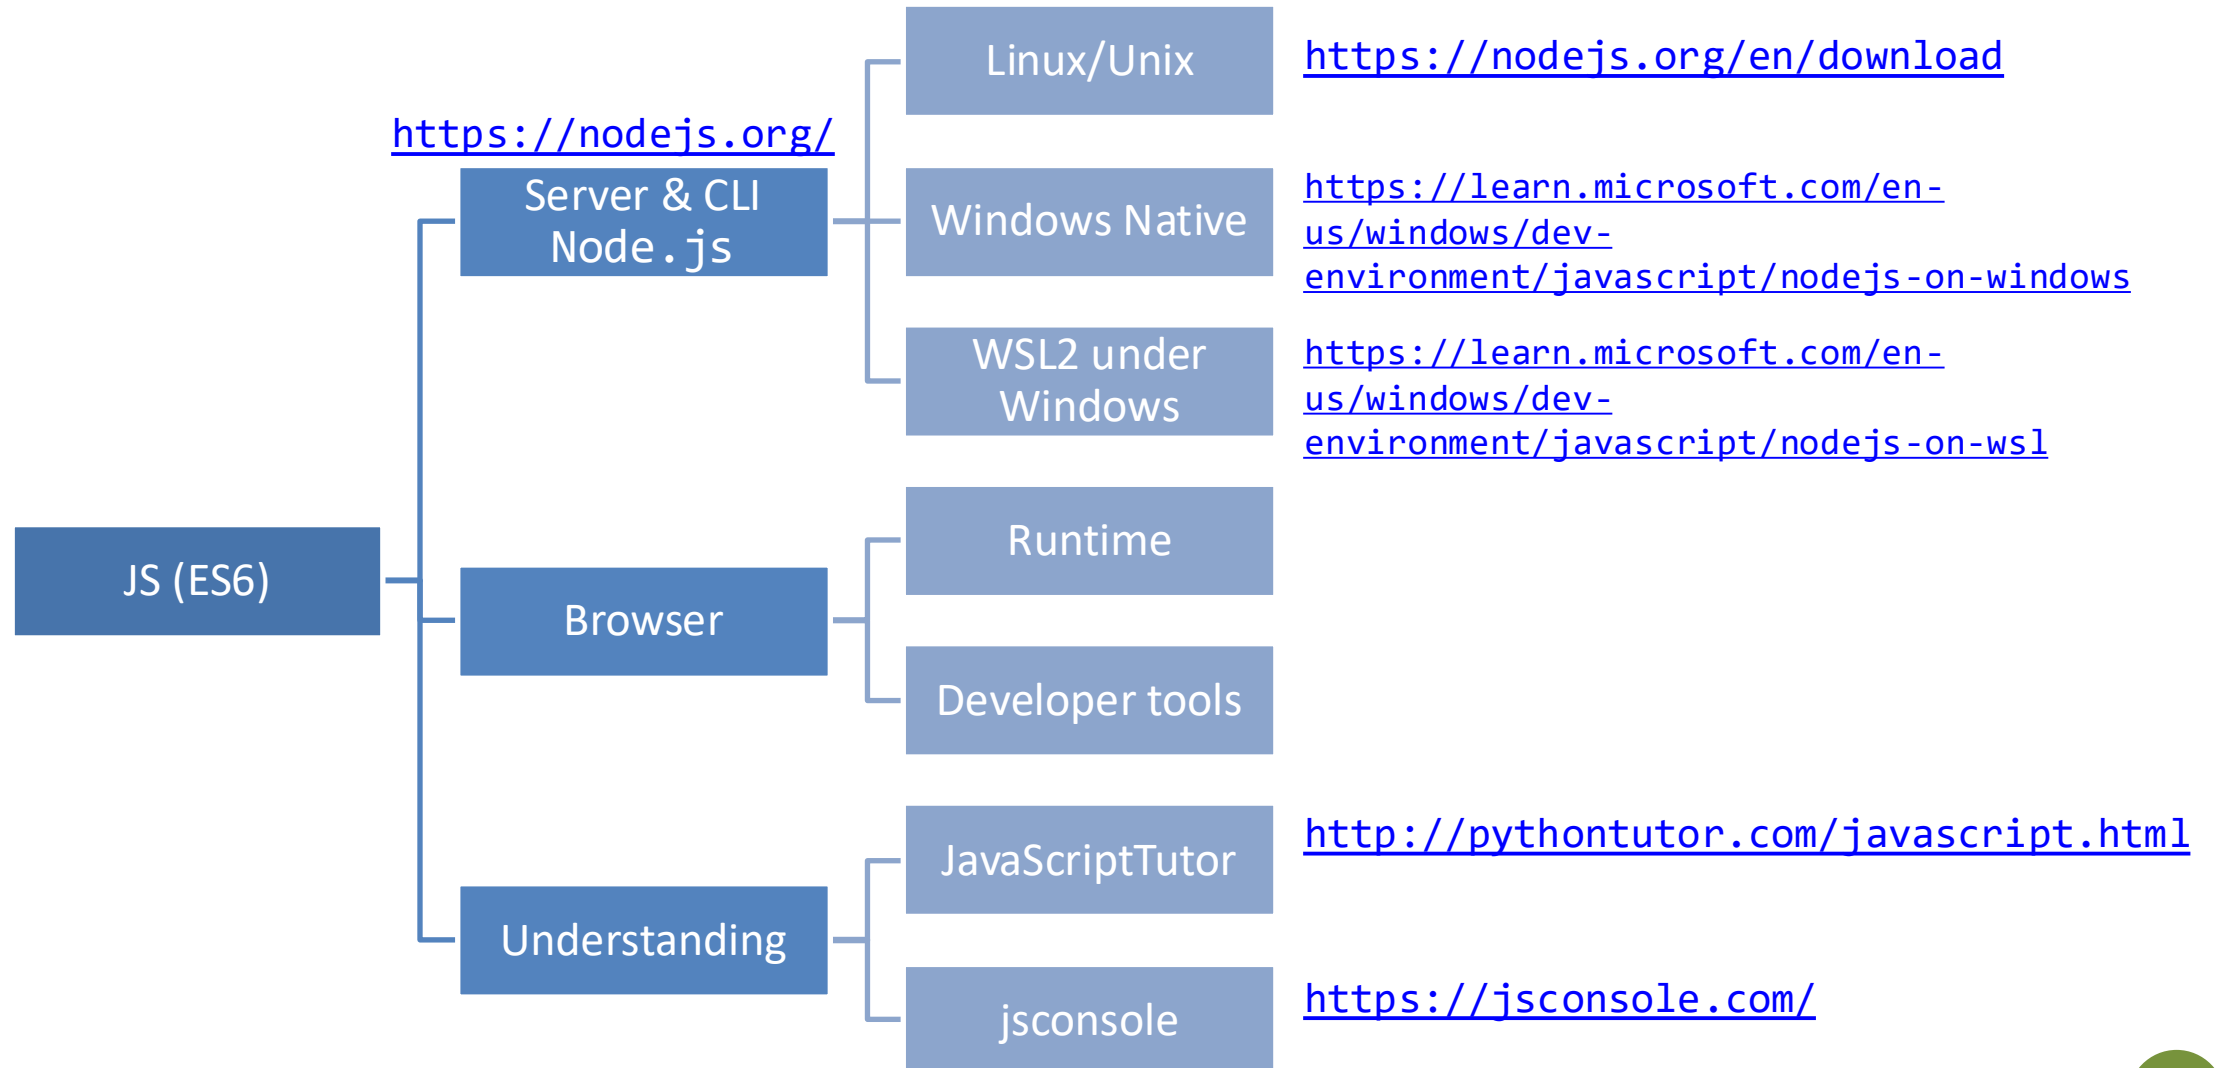 Linux/Unix
https://nodejs.org/en/download
https://nodejs.org/
Server & CLI
Node.js
Windows Native
https://learn.microsoft.com/en-
us/windows/dev-
environment/javascript/nodejs-on-windows
WSL2 under
Windows
https://learn.microsoft.com/en-
us/windows/dev-
environment/javascript/nodejs-on-wsl
JS (ES6)
Browser
Runtime
Developer tools
Understanding
JavaScriptTutor
http://pythontutor.com/javascript.html
jsconsole
https://jsconsole.com/